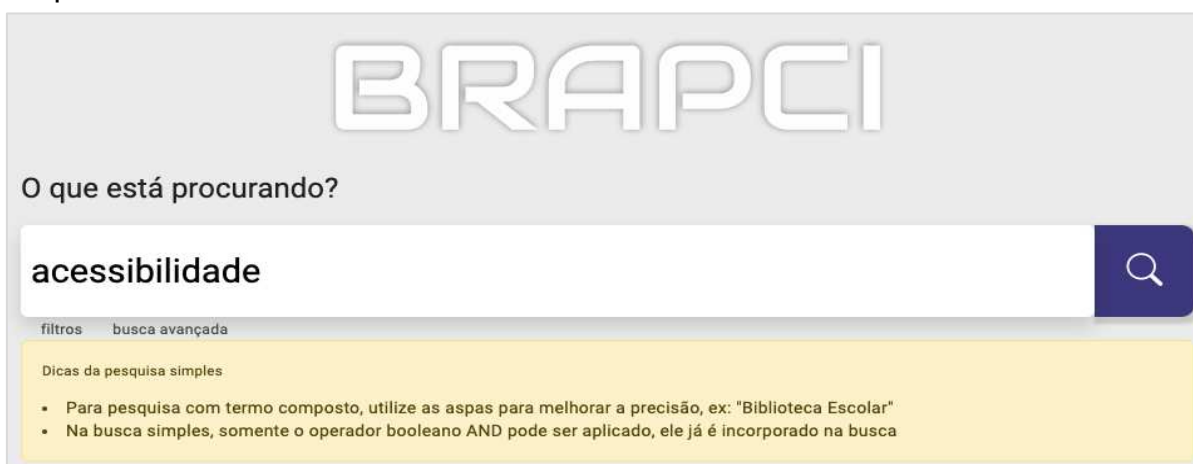 BRAPCI
O que está procurando?
acessibilidade
filtros busca avançada
Dicas da pesquisa simples
• Para pesquisa com termo composto, utilize as aspas para melhorar a precisão, ex: "Biblioteca Escolar"
• Na busca simples, somente o operador booleano AND pode ser aplicado, ele já é incorporado na busca